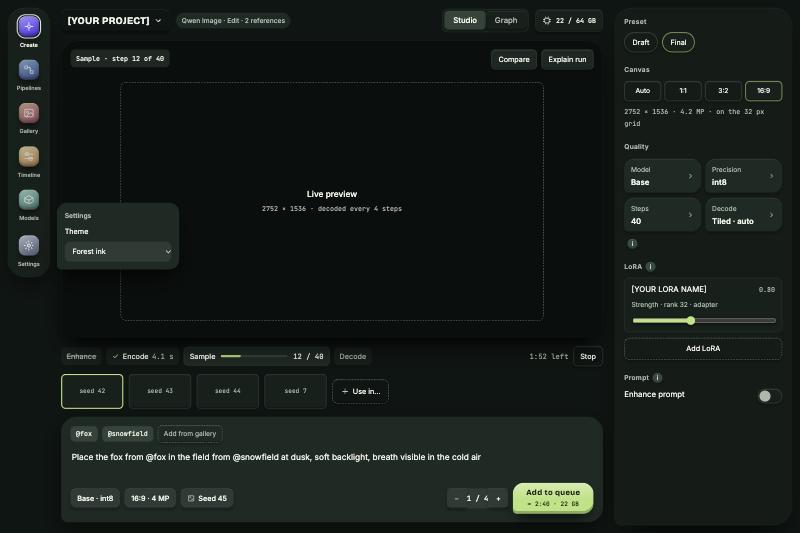 [YOUR PROJECT]
Qwen Image · Edit · 2 references
Studio
Graph
22 / 64 GB
Create
Pipelines
Gallery
Timeline
Models
Settings
Sample · step 12 of 40
Compare
Explain run
Live preview
2752 × 1536 · decoded every 4 steps
Settings
Theme
Forest ink
Enhance
✓ Encode 4.1 s
Sample
12 / 40
Decode
1:52 left
Stop
seed 42
seed 43
seed 44
seed 7
+ Use in...
@fox
@snowfield
Add from gallery
Place the fox from @fox in the field from @snowfield at dusk, soft backlight, breath visible in the cold air
Base · int8
16:9 · 4 MP
Seed 45
− 1 / 4 +
Add to queue
≈ 2:40 · 22 GB
Preset
Draft
Final
Canvas
Auto
1:1
3:2
16:9
2752 × 1536 · 4.2 MP · on the 32 px
grid
Quality
Model
Base
Precision
int8
Steps
40
Decode
Tiled · auto
i
LoRA i
[YOUR LORA NAME]
0.80
Strength · rank 32 · adapter
Add LoRA
Prompt i
Enhance prompt